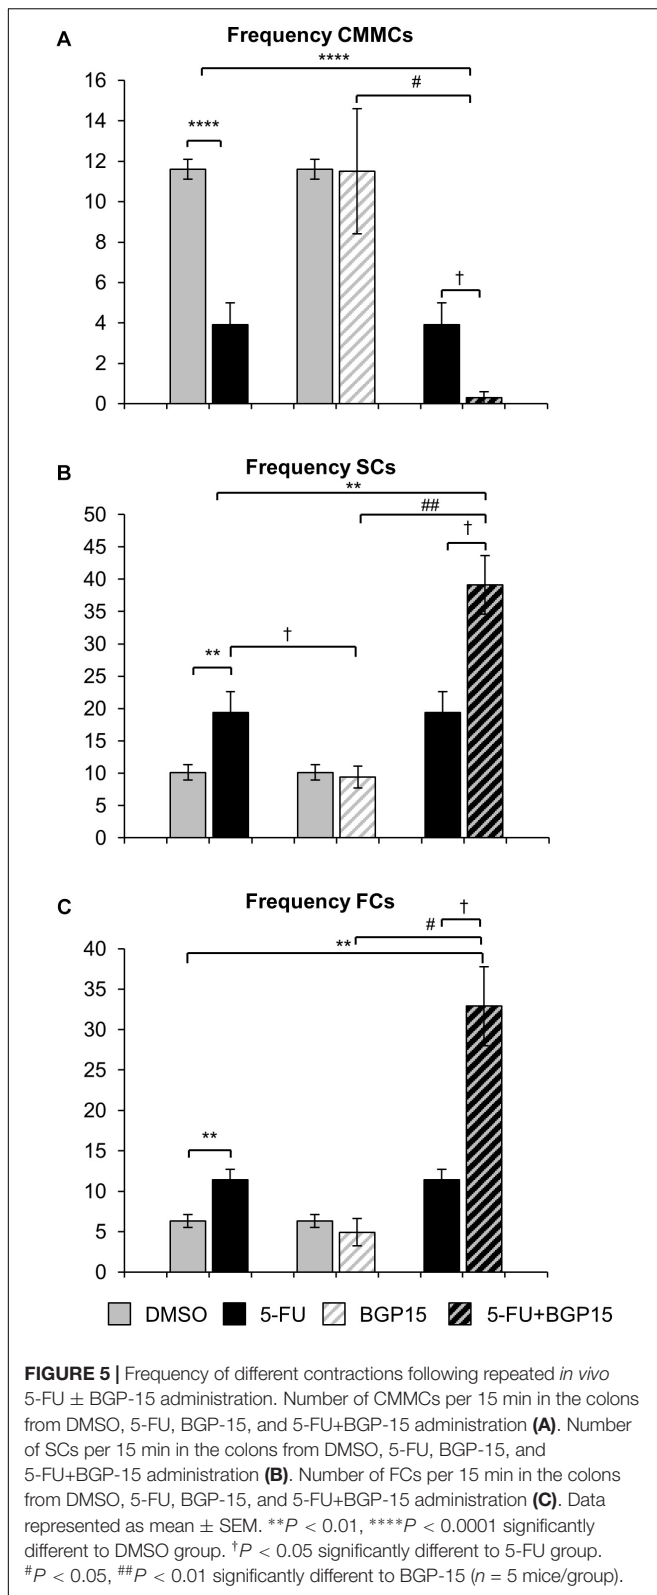 A
Frequency CMMCs
****
#
****
†
16
14
12
10
8
6
4
2
0
B
Frequency SCs
**
##
†
†
**
50
45
40
35
30
25
20
15
10
5
0
C
Frequency FCs
†
#
**
**
40
35
30
25
20
15
10
5
0
DMSO 5-FU BGP15 5-FU+BGP15
FIGURE 5 | Frequency of different contractions following repeated in vivo
5-FU ± BGP-15 administration. Number of CMMCs per 15 min in the colons
from DMSO, 5-FU, BGP-15, and 5-FU+BGP-15 administration (A). Number
of SCs per 15 min in the colons from DMSO, 5-FU, BGP-15, and
5-FU+BGP-15 administration (B). Number of FCs per 15 min in the colons
from DMSO, 5-FU, BGP-15, and 5-FU+BGP-15 administration (C). Data
represented as mean ± SEM. **P < 0.01, ****P < 0.0001 significantly
different to DMSO group. †P < 0.05 significantly different to 5-FU group.
#P < 0.05, ##P < 0.01 significantly different to BGP-15 (n = 5 mice/group).